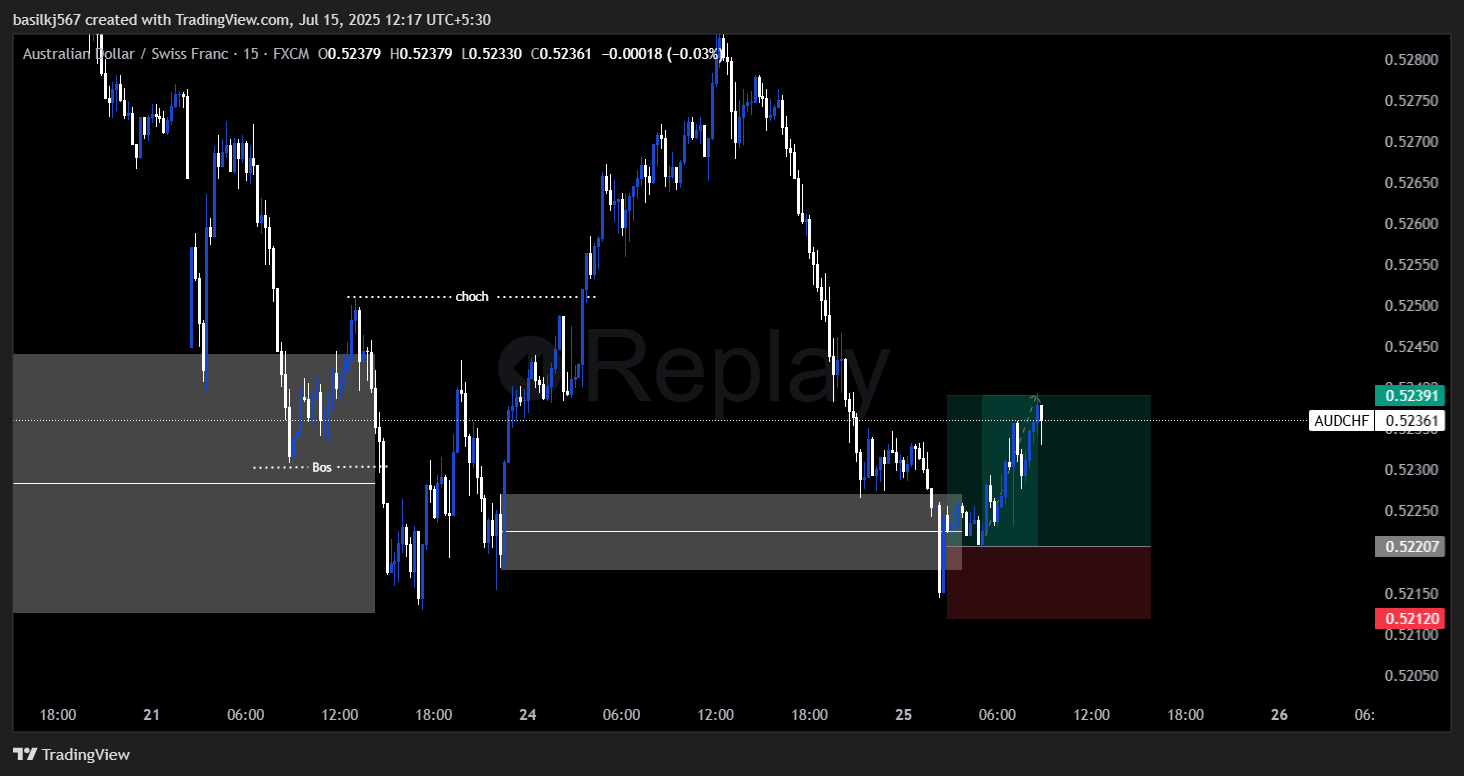 basilkj567 created with TradingView.com, Jul 15, 2025 12:17 UTC+5:30
Australian Dollar / Swiss Franc · 15 · FXCM O0.52379 H0.52379 L0.52330 C0.52361 −0.00018 (−0.03%)
0.52800
0.52750
0.52700
0.52650
0.52600
0.52550
0.52500
choch
Replay
0.52450
0.52400
0.52391
AUDCHF 0.52361
0.52350
Bos
0.52300
0.52250
0.52207
0.52150
0.52120
0.52100
0.52050
18:00 21 06:00 12:00 18:00 24 06:00 12:00 18:00 25 06:00 12:00 18:00 26 06:
TradingView